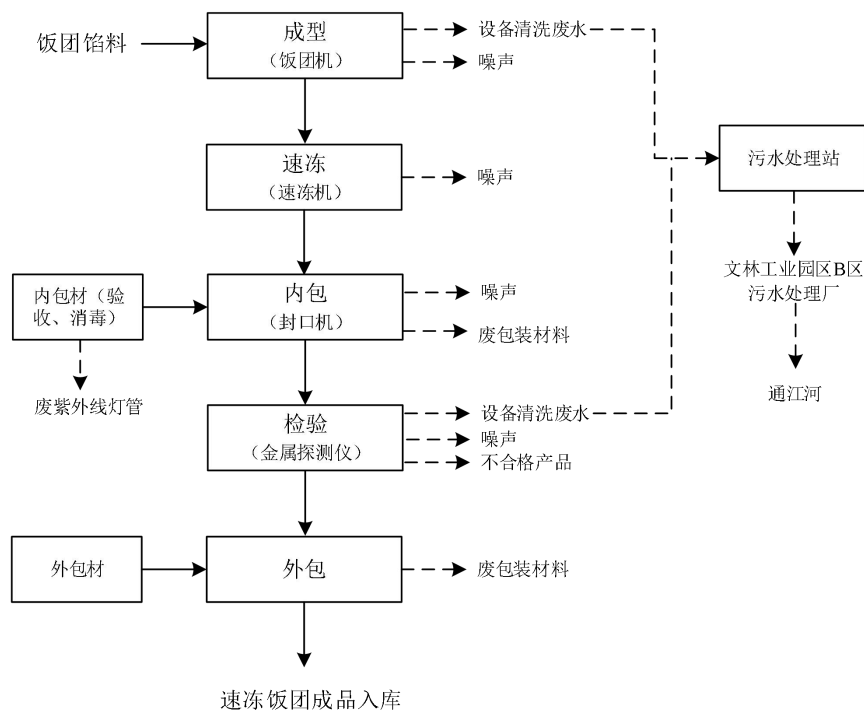 饭团馅料
成型
（饭团机）
设备清洗废水
噪声
速冻
（速冻机）
噪声
污水处理站
文林工业园区B区
污水处理厂
通江河
内包材（验
收、消毒）
内包
（封口机）
噪声
废包装材料
废紫外线灯管
检验
（金属探测仪）
设备清洗废水
噪声
不合格产品
外包材
外包
废包装材料
速冻饭团成品入库